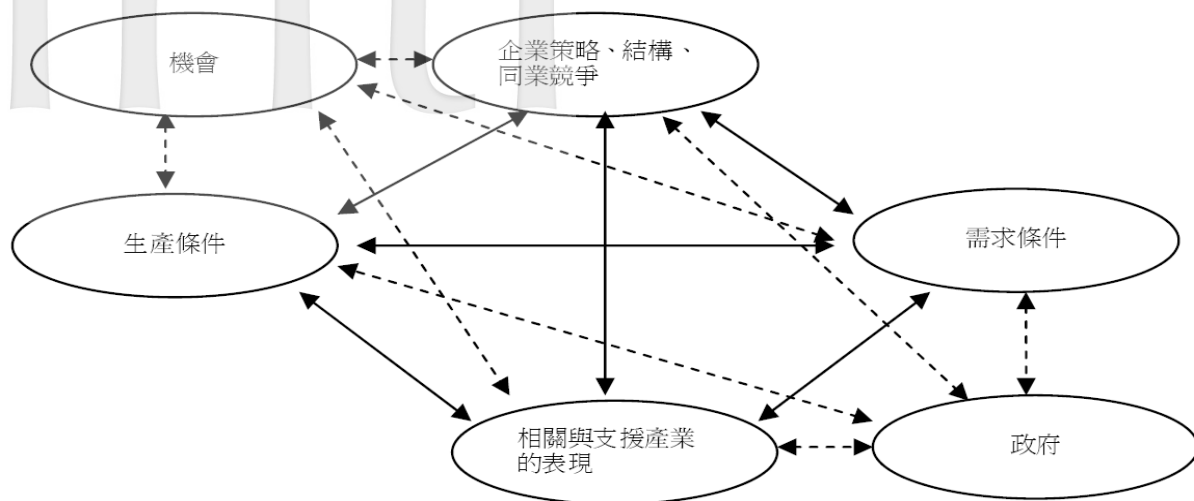 機會
企業策略、結構、
同業競爭
生產條件
需求條件
相關與支援產業
的表現
政府